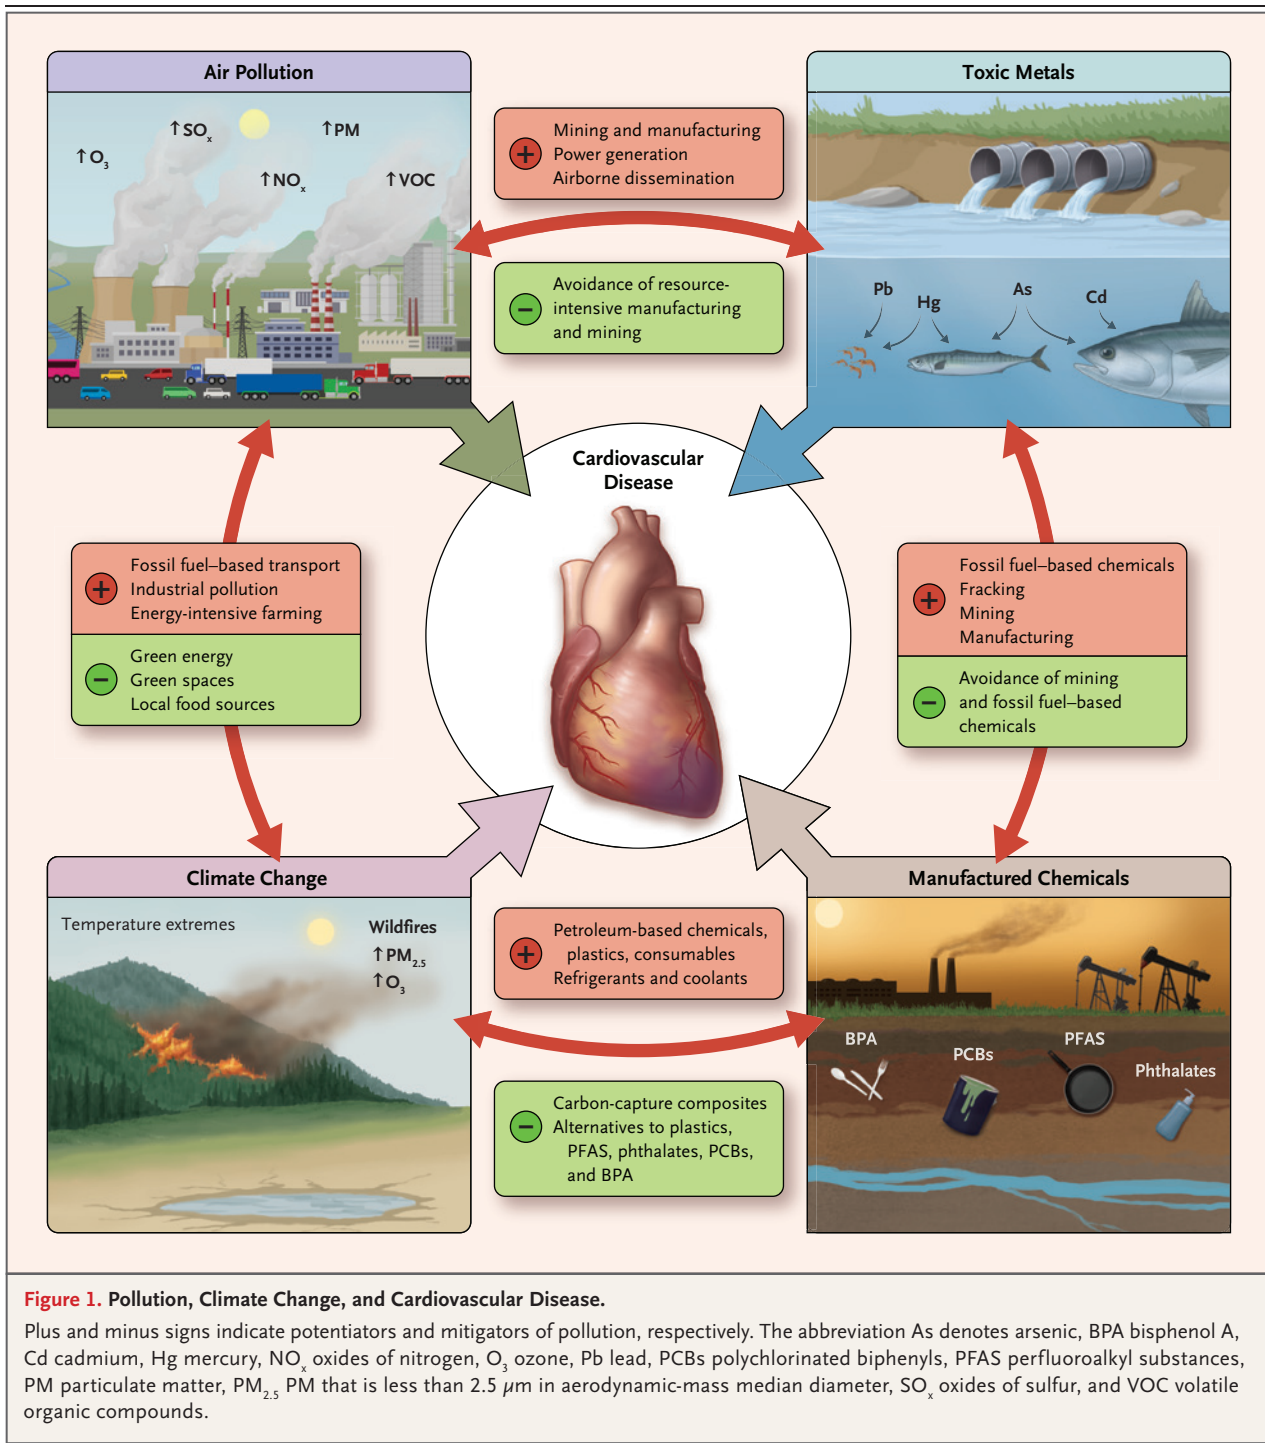 Air Pollution
↑O₃
↑SOₓ
↑PM
↑NOₓ
↑VOC
+
Mining and manufacturing
Power generation
Airborne dissemination
−
Avoidance of resource-
intensive manufacturing
and mining
Toxic Metals
Pb
Hg
As
Cd
Cardiovascular
Disease
+
Fossil fuel–based transport
Industrial pollution
Energy-intensive farming
−
Green energy
Green spaces
Local food sources
+
Fossil fuel–based chemicals
Fracking
Mining
Manufacturing
−
Avoidance of mining
and fossil fuel–based
chemicals
Climate Change
Temperature extremes
Wildfires
↑PM₂.₅
↑O₃
+
Petroleum-based chemicals,
plastics, consumables
Refrigerants and coolants
−
Carbon-capture composites
Alternatives to plastics,
PFAS, phthalates, PCBs,
and BPA
Manufactured Chemicals
BPA
PCBs
PFAS
Phthalates
Figure 1. Pollution, Climate Change, and Cardiovascular Disease.
Plus and minus signs indicate potentiators and mitigators of pollution, respectively. The abbreviation As denotes arsenic, BPA bisphenol A,
Cd cadmium, Hg mercury, NOₓ oxides of nitrogen, O₃ ozone, Pb lead, PCBs polychlorinated biphenyls, PFAS perfluoroalkyl substances,
PM particulate matter, PM₂.₅ PM that is less than 2.5 μm in aerodynamic-mass median diameter, SOₓ oxides of sulfur, and VOC volatile
organic compounds.